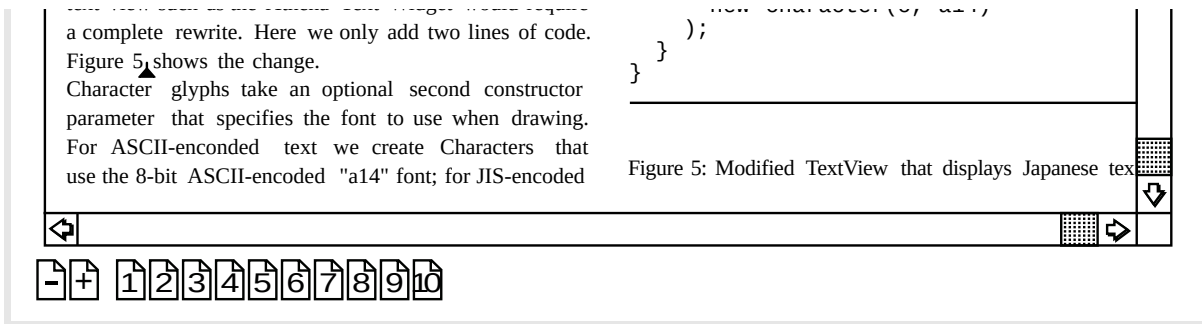 a complete rewrite. Here we only add two lines of code.
Figure 5 shows the change.
Character glyphs take an optional second constructor
parameter that specifies the font to use when drawing.
For ASCII-enconded text we create Characters that
use the 8-bit ASCII-encoded "a14" font; for JIS-encoded
new Character(c, a14)
);
}
}
Figure 5: Modified TextView that displays Japanese tex
- + 1 2 3 4 5 6 7 8 9 10